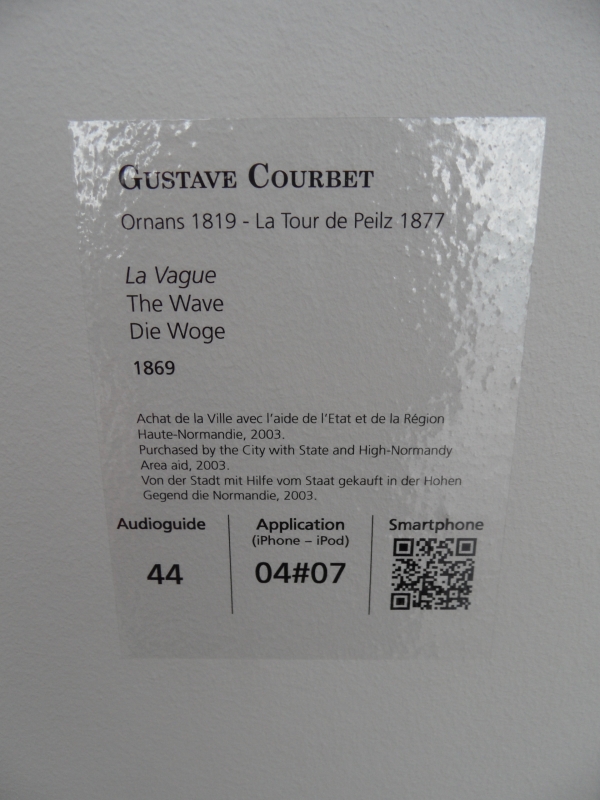 Gustave Courbet
Ornans 1819 - La Tour de Peilz 1877
La Vague
The Wave
Die Woge
1869
Achat de la Ville avec l'aide de l'Etat et de la Région
Haute-Normandie, 2003.
Purchased by the City with State and High-Normandy
Area aid, 2003.
Von der Stadt mit Hilfe vom Staat gekauft in der Hohen
Gegend die Normandie, 2003.
Audioguide
44
Application
(iPhone – iPod)
04#07
Smartphone